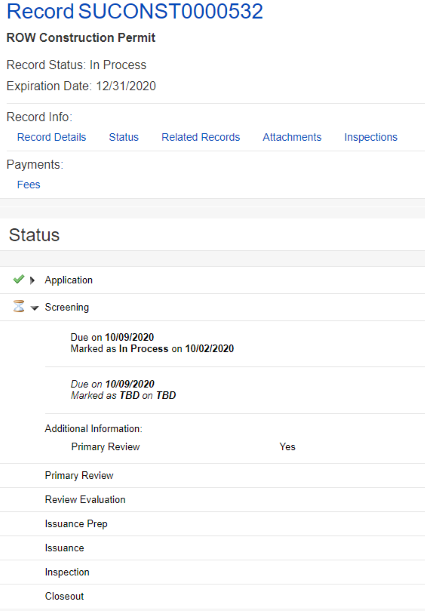 Record SUCONST0000532
ROW Construction Permit
Record Status: In Process
Expiration Date: 12/31/2020
Record Info:
Record Details Status Related Records Attachments Inspections
Payments:
Fees
Status
Application
Screening
Due on 10/09/2020
Marked as In Process on 10/02/2020
Due on 10/09/2020
Marked as TBD on TBD
Additional Information:
Primary Review Yes
Primary Review
Review Evaluation
Issuance Prep
Issuance
Inspection
Closeout